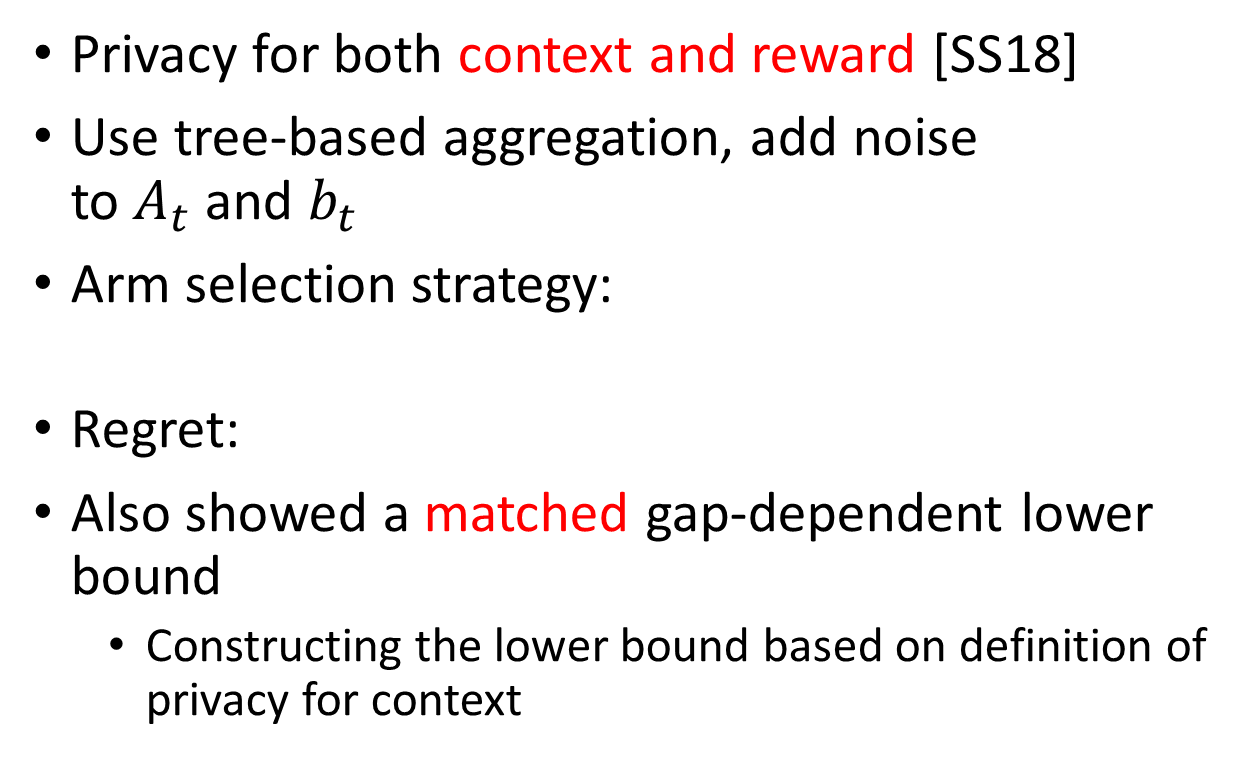 • Privacy for both context and reward [SS18]
• Use tree-based aggregation, add noise
to A_t and b_t
• Arm selection strategy:
• Regret:
• Also showed a matched gap-dependent lower
bound
• Constructing the lower bound based on definition of
privacy for context